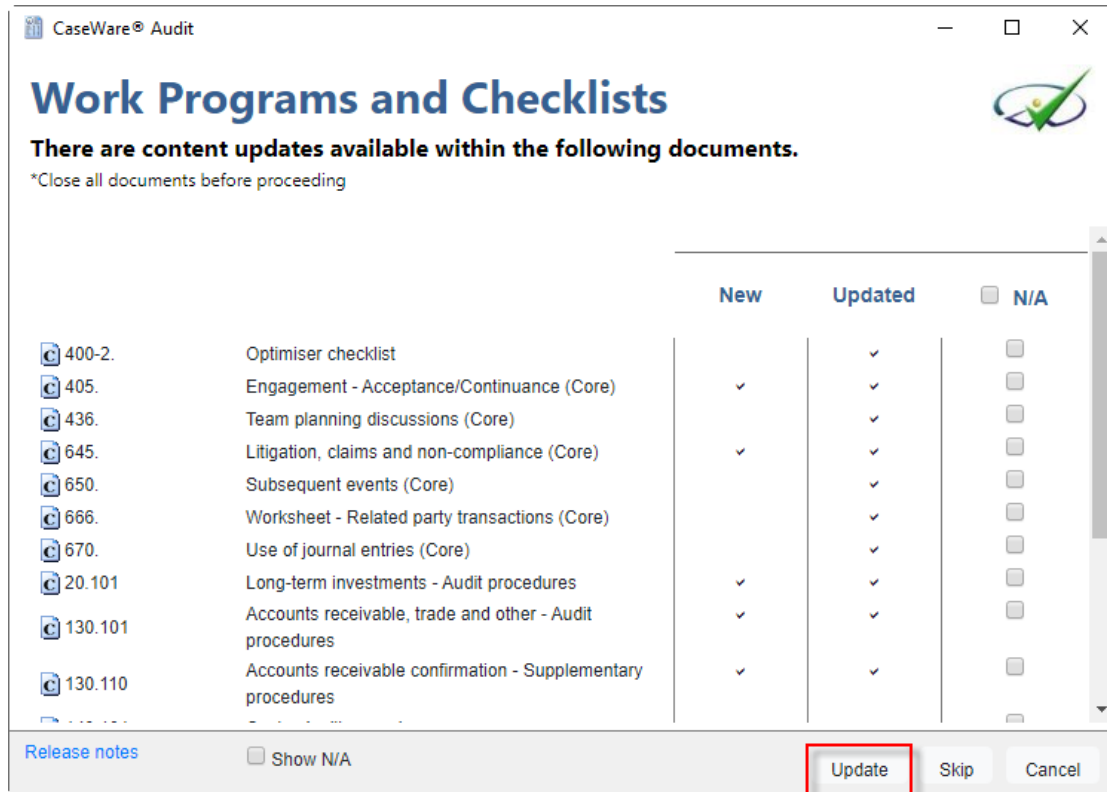 CaseWare® Audit
Work Programs and Checklists
There are content updates available within the following documents.
*Close all documents before proceeding
New Updated N/A
400-2. Optimiser checklist
405. Engagement - Acceptance/Continuance (Core)
436. Team planning discussions (Core)
645. Litigation, claims and non-compliance (Core)
650. Subsequent events (Core)
666. Worksheet - Related party transactions (Core)
670. Use of journal entries (Core)
20.101 Long-term investments - Audit procedures
130.101 Accounts receivable, trade and other - Audit
procedures
130.110 Accounts receivable confirmation - Supplementary
procedures
Release notes Show N/A Update Skip Cancel